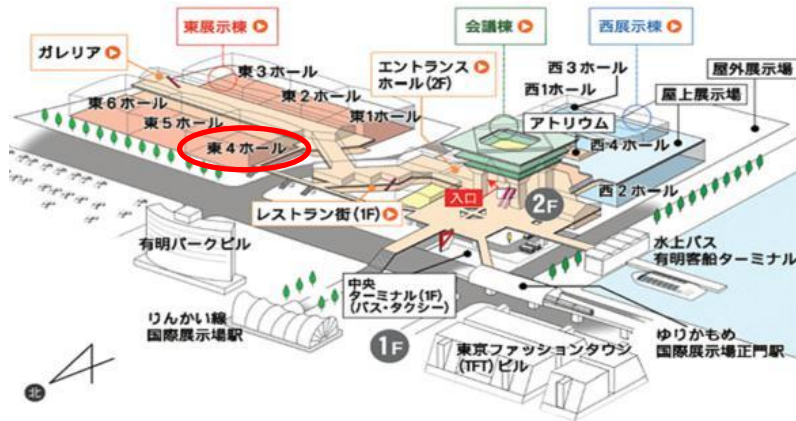 東展示棟
会議棟
西展示棟
ガレリア
東3ホール
エントランス
ホール(2F)
西3ホール
屋外展示場
東6ホール
東2ホール
西1ホール
屋上展示場
東5ホール
東1ホール
アトリウム
東4ホール
西4ホール
入口
2F
西2ホール
レストラン街(1F)
有明パークビル
水上バス
有明客船ターミナル
中央
ターミナル(1F)
(バス・タクシー)
りんかい線
国際展示場駅
1F
東京ファッションタウン
(TFT)ビル
ゆりかもめ
国際展示場正門駅
北